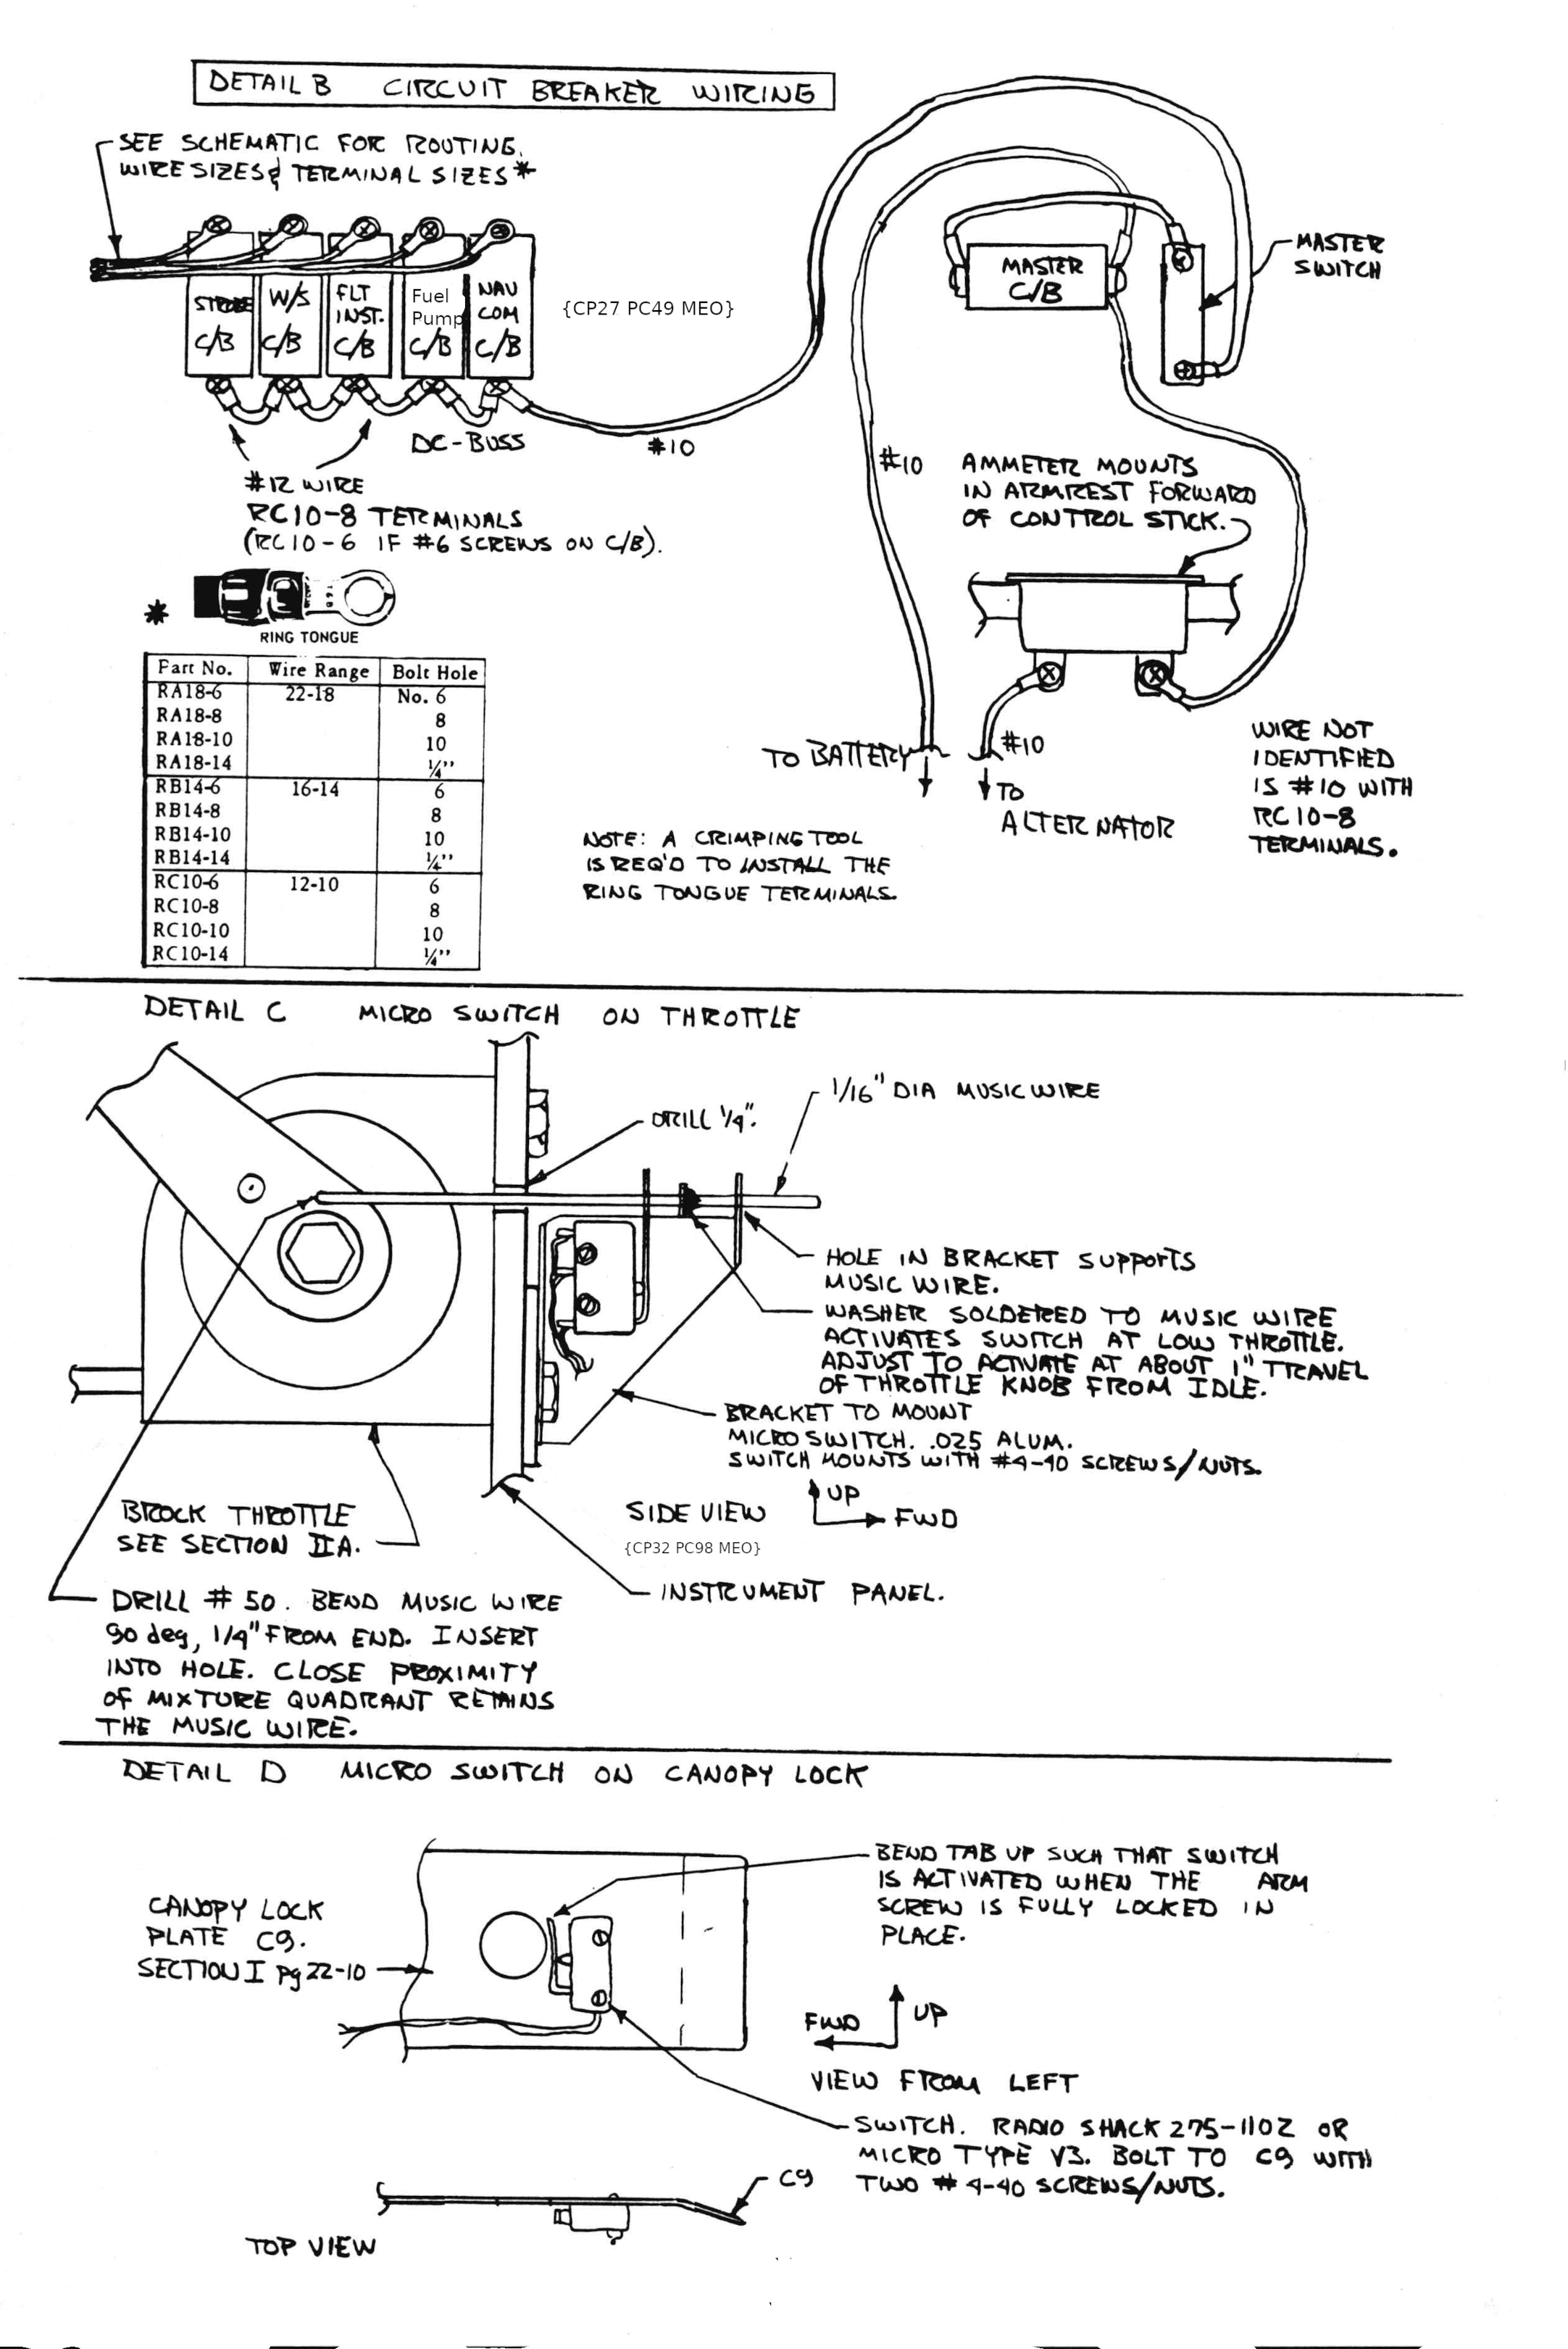 DETAIL B CIRCUIT BREAKER WIRING
SEE SCHEMATIC FOR ROUTING,
WIRE SIZES & TERMINAL SIZES *
STROBE
C/B
W/S
C/B
FLT
INST.
C/B
Fuel
Pump
C/B
NAV
COM
C/B
{CP27 PC49 MEO}
MASTER
C/B
MASTER
SWITCH
DC-BUSS
#10
#12 WIRE
RC10-8 TERMINALS
(RC10-6 IF #6 SCREWS ON C/B).
#10
AMMETER MOUNTS
IN ARMREST FORWARD
OF CONTROL STICK.
*
RING TONGUE
Part No. Wire Range Bolt Hole
RA18-6 22-18 No. 6
RA18-8 8
RA18-10 10
RA18-14 ¼"
RB14-6 16-14 6
RB14-8 8
RB14-10 10
RB14-14 ¼"
RC10-6 12-10 6
RC10-8 8
RC10-10 10
RC10-14 ¼"
TO BATTERY
#10
TO
ALTERNATOR
WIRE NOT
IDENTIFIED
IS #10 WITH
RC10-8
TERMINALS.
NOTE: A CRIMPING TOOL
IS REQ'D TO INSTALL THE
RING TONGUE TERMINALS.
DETAIL C MICRO SWITCH ON THROTTLE
1/16" DIA MUSIC WIRE
DRILL 1/4".
HOLE IN BRACKET SUPPORTS
MUSIC WIRE.
WASHER SOLDERED TO MUSIC WIRE
ACTIVATES SWITCH AT LOW THROTTLE.
ADJUST TO ACTIVATE AT ABOUT 1" TRAVEL
OF THROTTLE KNOB FROM IDLE.
BRACKET TO MOUNT
MICRO SWITCH. .025 ALUM.
SWITCH MOUNTS WITH #4-40 SCREWS/NUTS.
UP
FWD
SIDE VIEW
{CP32 PC98 MEO}
BROCK THROTTLE
SEE SECTION IIA.
INSTRUMENT PANEL.
DRILL #50. BEND MUSIC WIRE
90 deg, 1/4" FROM END. INSERT
INTO HOLE. CLOSE PROXIMITY
OF MIXTURE QUADRANT RETAINS
THE MUSIC WIRE.
DETAIL D MICRO SWITCH ON CANOPY LOCK
BEND TAB UP SUCH THAT SWITCH
IS ACTIVATED WHEN THE ARM
SCREW IS FULLY LOCKED IN
PLACE.
CANOPY LOCK
PLATE C9.
SECTION I pg 22-10
FWD
UP
VIEW FROM LEFT
SWITCH. RADIO SHACK 275-1102 OR
MICRO TYPE V3. BOLT TO C9 WITH
TWO #4-40 SCREWS/NUTS.
C9
TOP VIEW